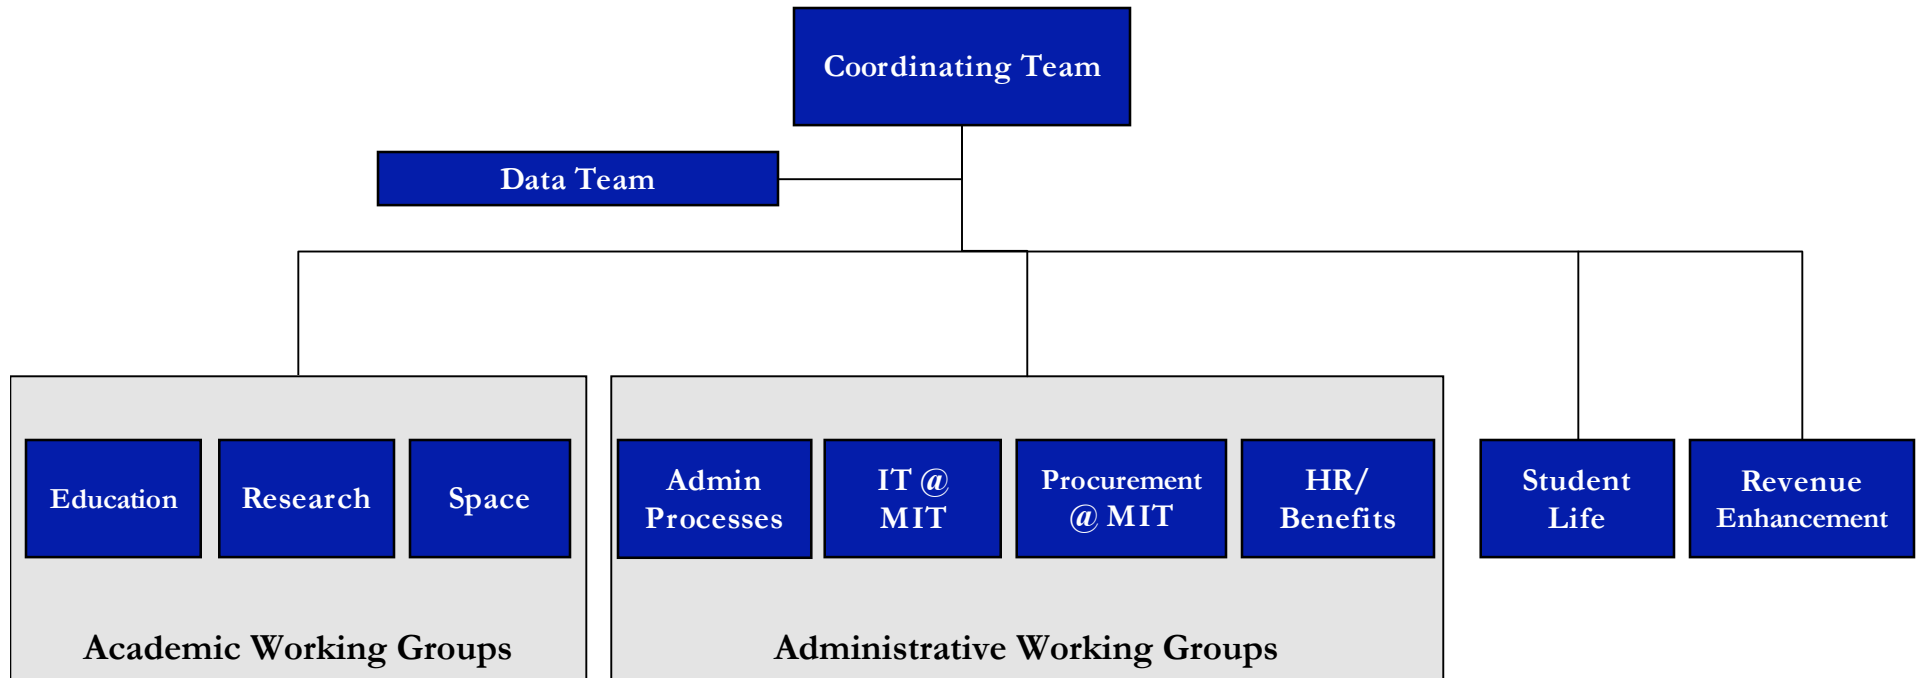 Coordinating Team
Data Team
Education
Research
Space
Admin
Processes
IT @
MIT
Procurement
@ MIT
HR/
Benefits
Student
Life
Revenue
Enhancement
Academic Working Groups
Administrative Working Groups